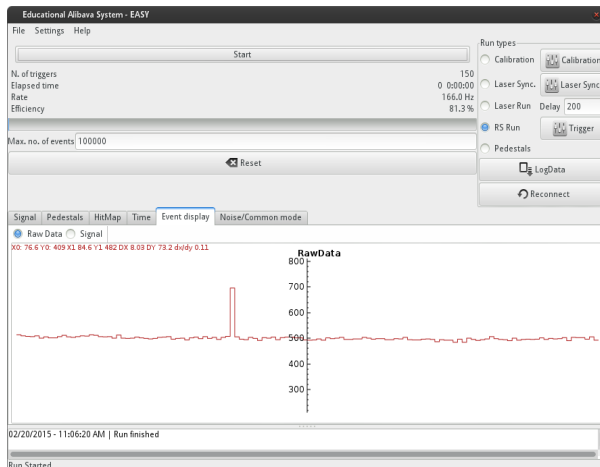 Educational Alibava System - EASY
File Settings Help
Start
N. of triggers 150
Elapsed time 0 0:00:00
Rate 166.0 Hz
Efficiency 81.3 %
Max. no. of events 100000
Reset
Run types
Calibration Calibration
Laser Sync. Laser Sync
Laser Run Delay 200
RS Run Trigger
Pedestals
LogData
Reconnect
Signal Pedestals HitMap Time Event display Noise/Common mode
Raw Data Signal
X0: 76.6 Y0: 409 X1 84.6 Y1 482 DX 8.03 DY 73.2 dx/dy 0.11
RawData
800
700
600
500
400
300
02/20/2015 - 11:06:20 AM | Run finished
Run Started